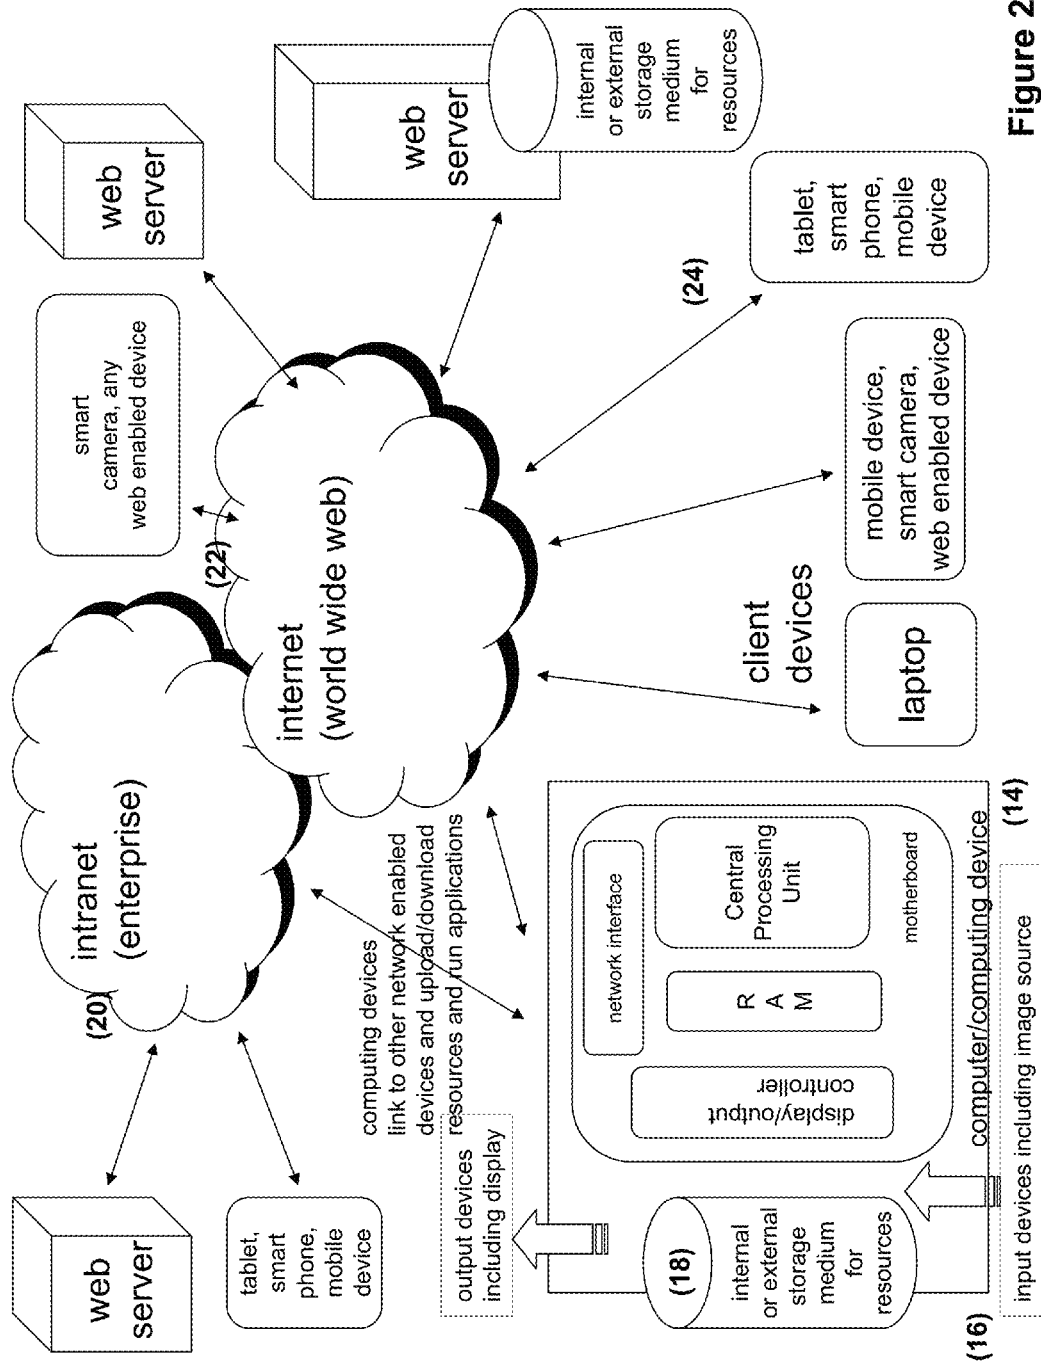 web
server
tablet,
smart
phone,
mobile
device
(20)
intranet
(enterprise)
(22)
smart
camera, any
web enabled device
web
server
internet
(world wide web)
web
server
internal
or external
storage
medium
for
resources
computing devices
link to other network enabled
devices and upload/download
resources and run applications
output devices
including display
(24)
client
devices
tablet,
smart
phone,
mobile
device
mobile device,
smart camera,
web enabled device
laptop
network interface
Central
Processing
Unit
R
A
M
display/output
controller
motherboard
computer/computing device
(14)
(18)
internal
or external
storage
medium
for
resources
(16)
input devices including image source
Figure 2